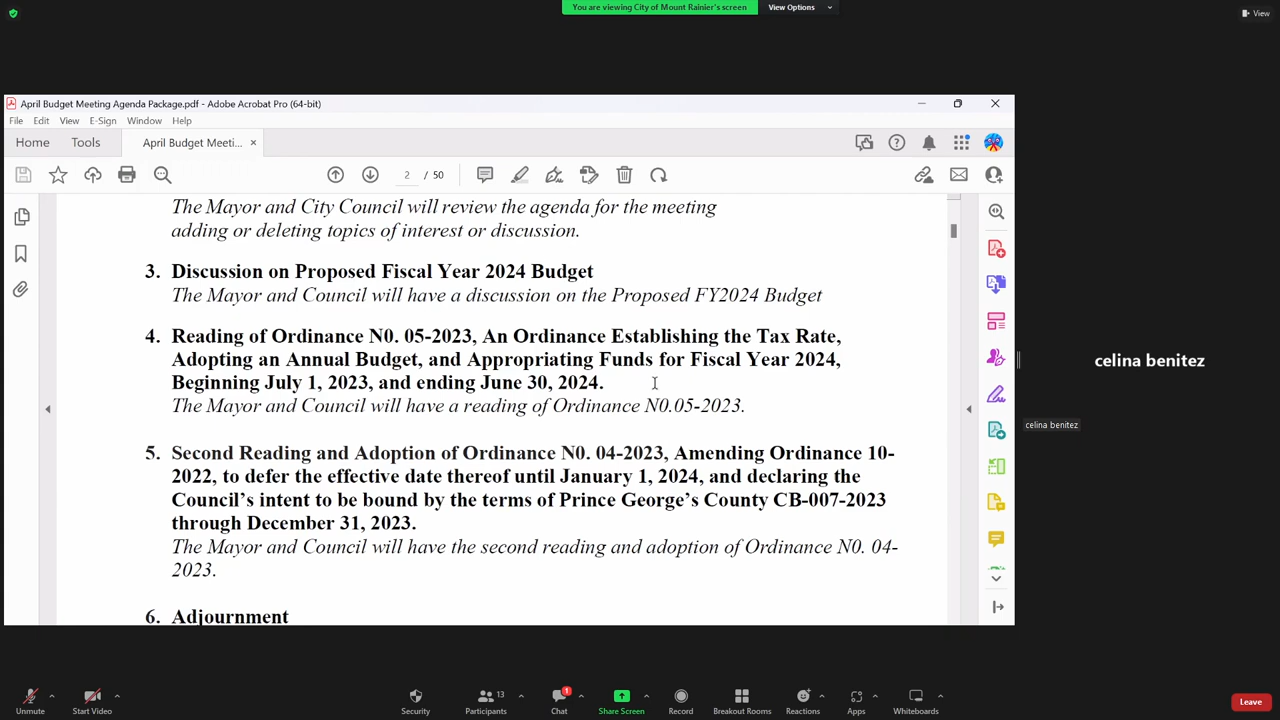 You are viewing City of Mount Rainier's screen
View Options
View
April Budget Meeting Agenda Package.pdf - Adobe Acrobat Pro (64-bit)
File Edit View E-Sign Window Help
Home Tools April Budget Meeti... ×
2 / 50
The Mayor and City Council will review the agenda for the meeting
adding or deleting topics of interest or discussion.
3. Discussion on Proposed Fiscal Year 2024 Budget
The Mayor and Council will have a discussion on the Proposed FY2024 Budget
4. Reading of Ordinance N0. 05-2023, An Ordinance Establishing the Tax Rate,
Adopting an Annual Budget, and Appropriating Funds for Fiscal Year 2024,
Beginning July 1, 2023, and ending June 30, 2024.
The Mayor and Council will have a reading of Ordinance N0.05-2023.
5. Second Reading and Adoption of Ordinance N0. 04-2023, Amending Ordinance 10-
2022, to defer the effective date thereof until January 1, 2024, and declaring the
Council's intent to be bound by the terms of Prince George's County CB-007-2023
through December 31, 2023.
The Mayor and Council will have the second reading and adoption of Ordinance N0. 04-
2023.
6. Adjournment
celina benitez
celina benitez
Unmute Start Video Security Participants 13 Chat 1 Share Screen Record Breakout Rooms Reactions Apps Whiteboards Leave